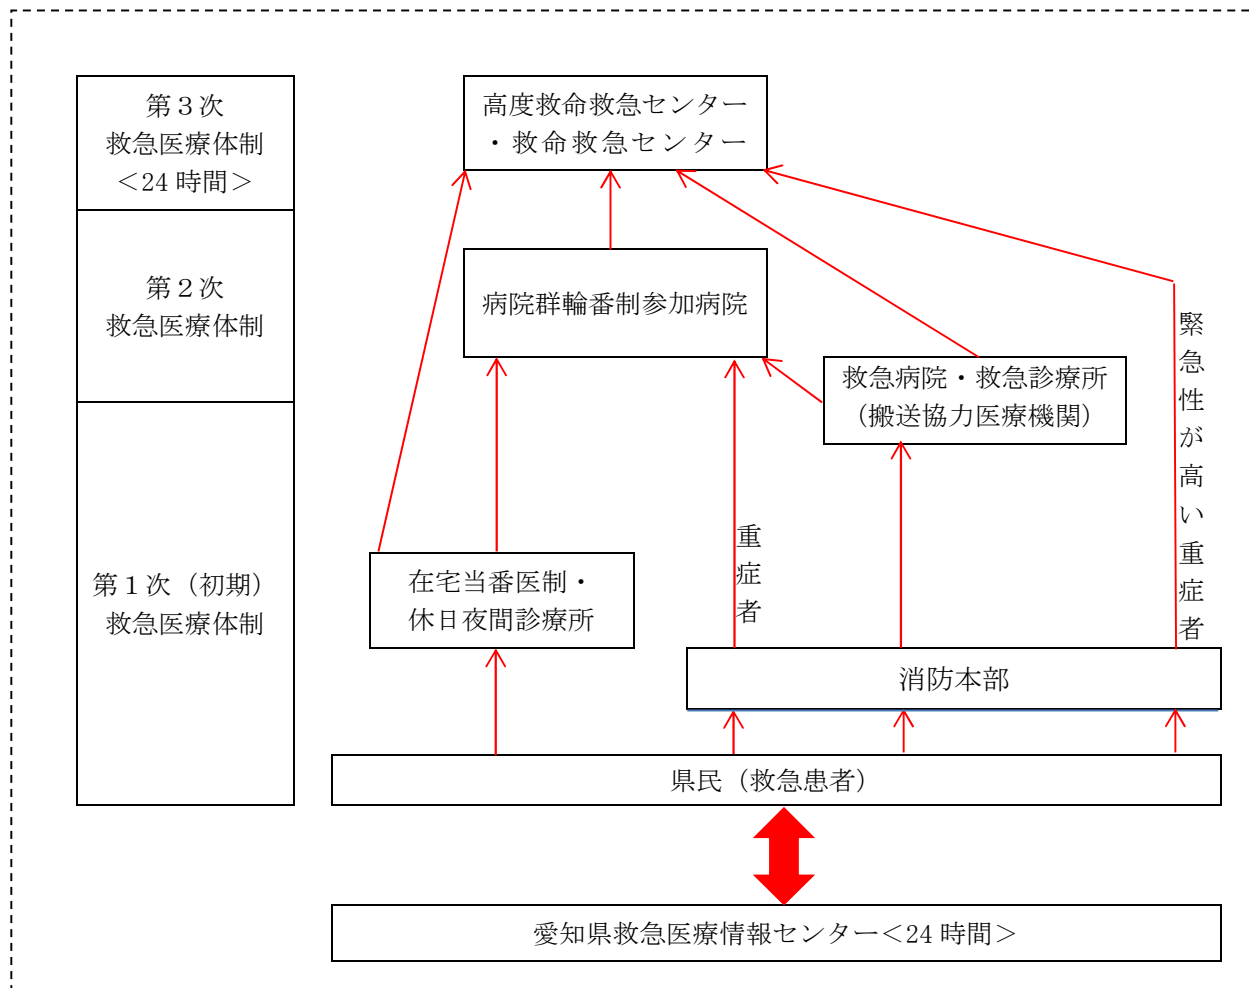 第３次
救急医療体制
＜24時間＞
高度救命救急センター
・救命救急センター
第２次
救急医療体制
病院群輪番制参加病院
救急病院・救急診療所
（搬送協力医療機関）
緊急性が高い重症者
重症者
第１次（初期）
救急医療体制
在宅当番医制・
休日夜間診療所
消防本部
県民（救急患者）
愛知県救急医療情報センター＜24時間＞